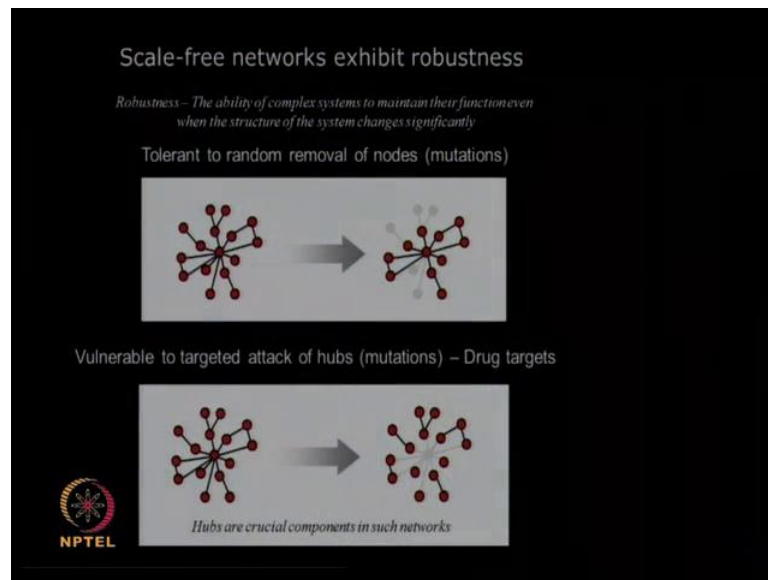 Scale-free networks exhibit robustness
Robustness – The ability of complex systems to maintain their function even
when the structure of the system changes significantly
Tolerant to random removal of nodes (mutations)
Vulnerable to targeted attack of hubs (mutations) – Drug targets
Hubs are crucial components in such networks
NPTEL